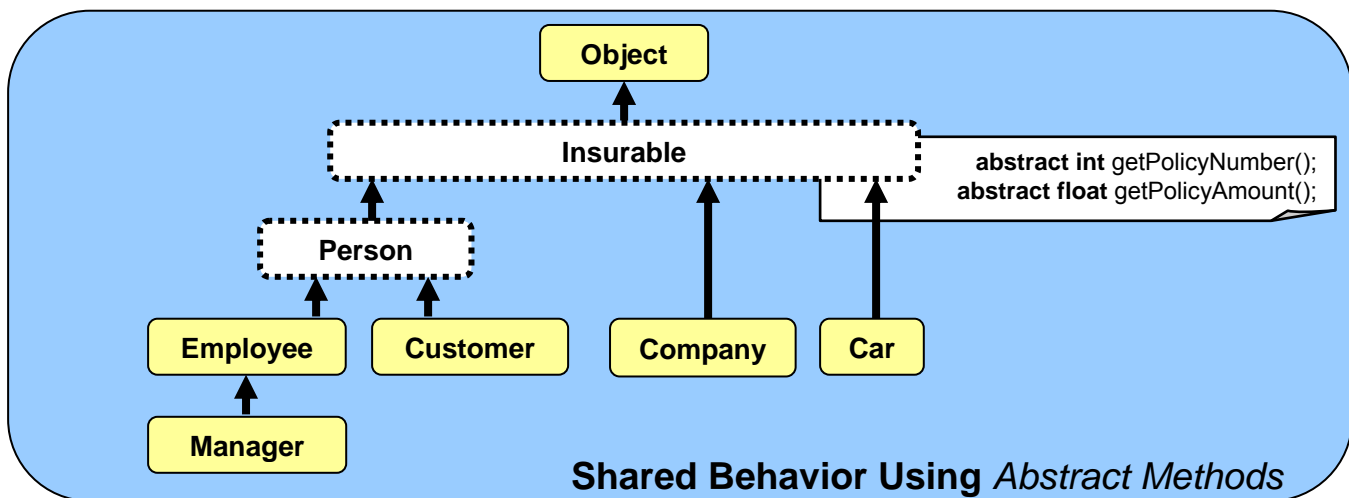 Object
Insurable
abstract int getPolicyNumber();
abstract float getPolicyAmount();
Person
Employee
Customer
Company
Car
Manager
Shared Behavior Using Abstract Methods